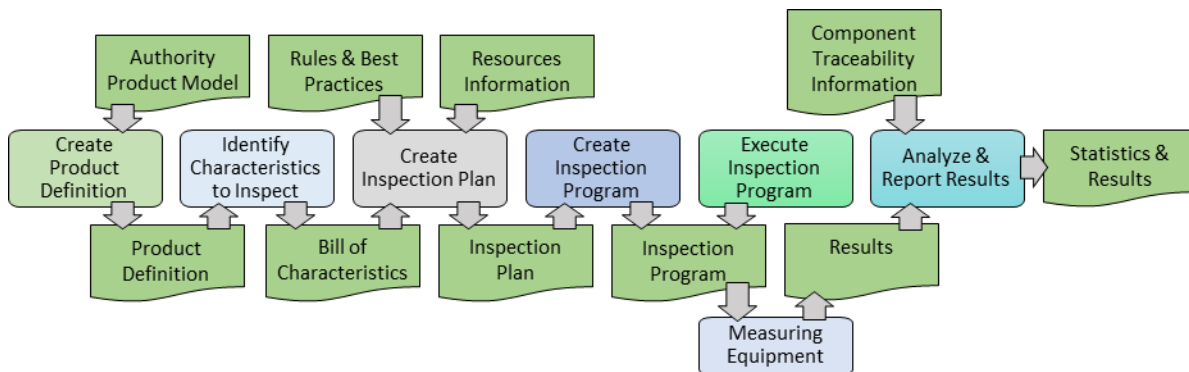 Authority
Product Model
Rules & Best
Practices
Resources
Information
Component
Traceability
Information
Create
Product
Definition
Identify
Characteristics
to Inspect
Create
Inspection Plan
Create
Inspection
Program
Execute
Inspection
Program
Analyze &
Report Results
Statistics &
Results
Product
Definition
Bill of
Characteristics
Inspection
Plan
Inspection
Program
Results
Measuring
Equipment